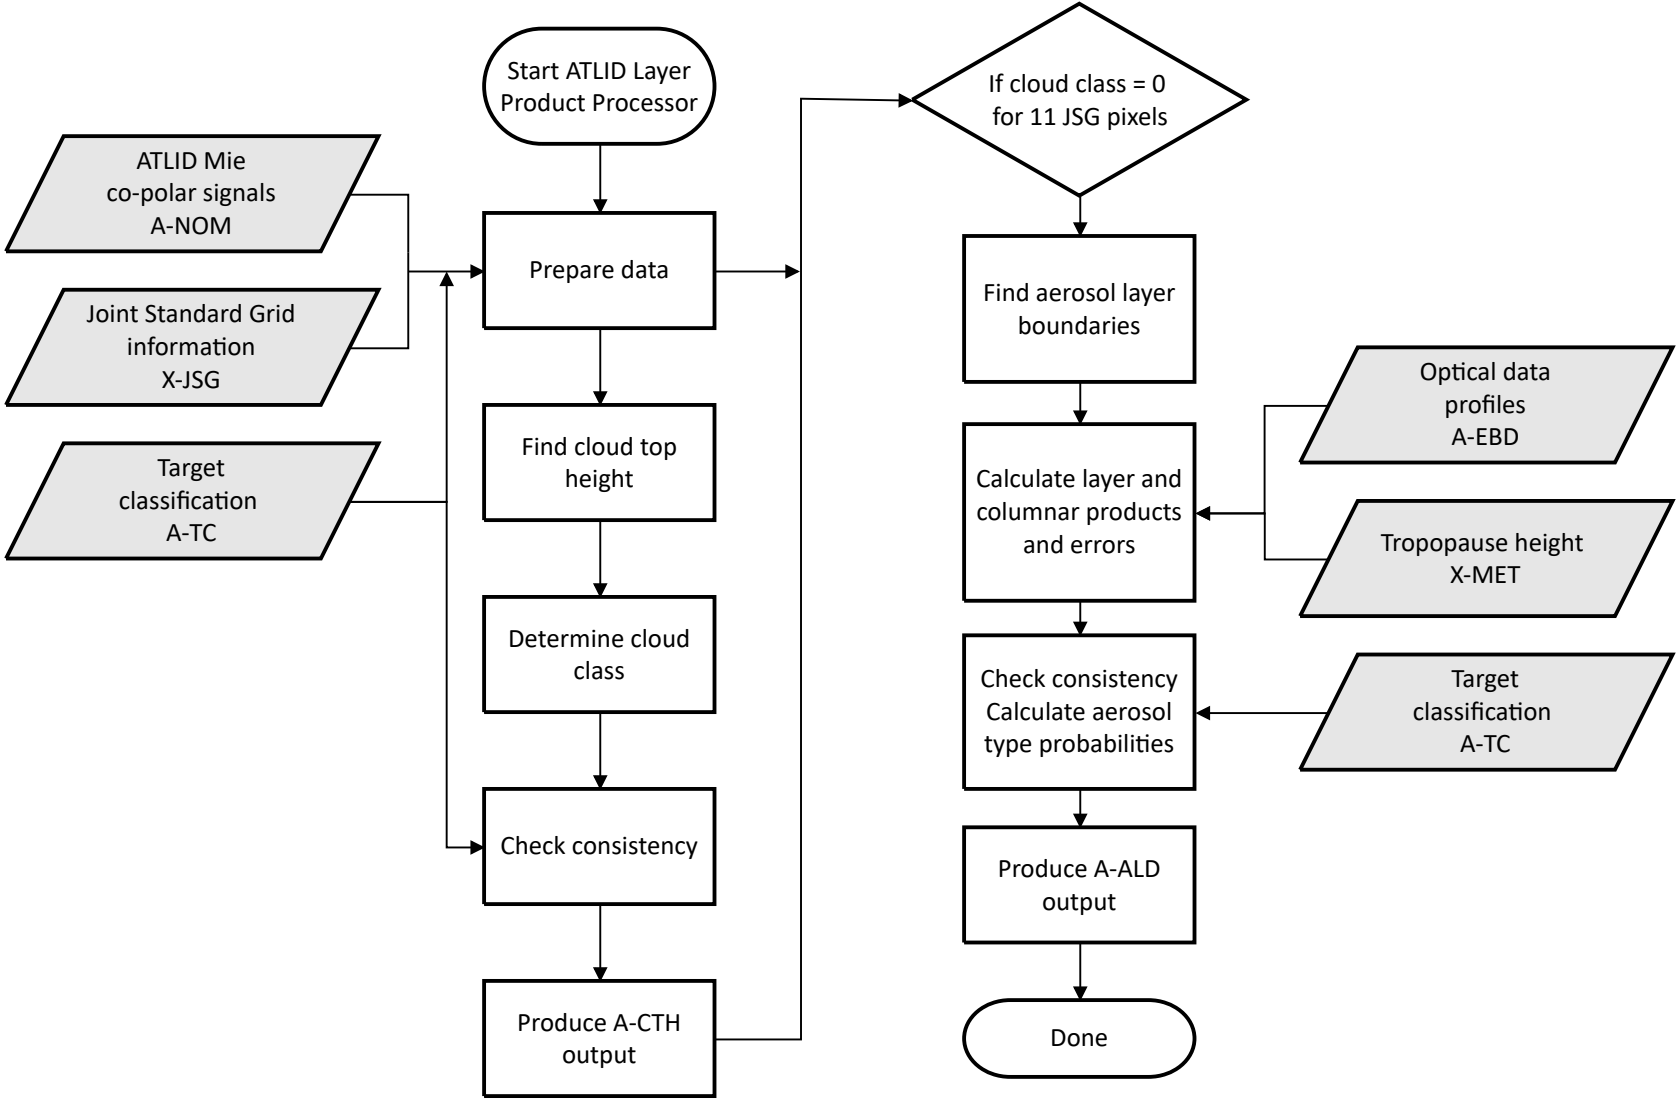 Start ATLID Layer
Product Processor
ATLID Mie
co-polar signals
A-NOM
Joint Standard Grid
information
X-JSG
Target
classification
A-TC
Prepare data
Find cloud top
height
Determine cloud
class
Check consistency
Produce A-CTH
output
If cloud class = 0
for 11 JSG pixels
Find aerosol layer
boundaries
Calculate layer and
columnar products
and errors
Optical data
profiles
A-EBD
Tropopause height
X-MET
Check consistency
Calculate aerosol
type probabilities
Target
classification
A-TC
Produce A-ALD
output
Done